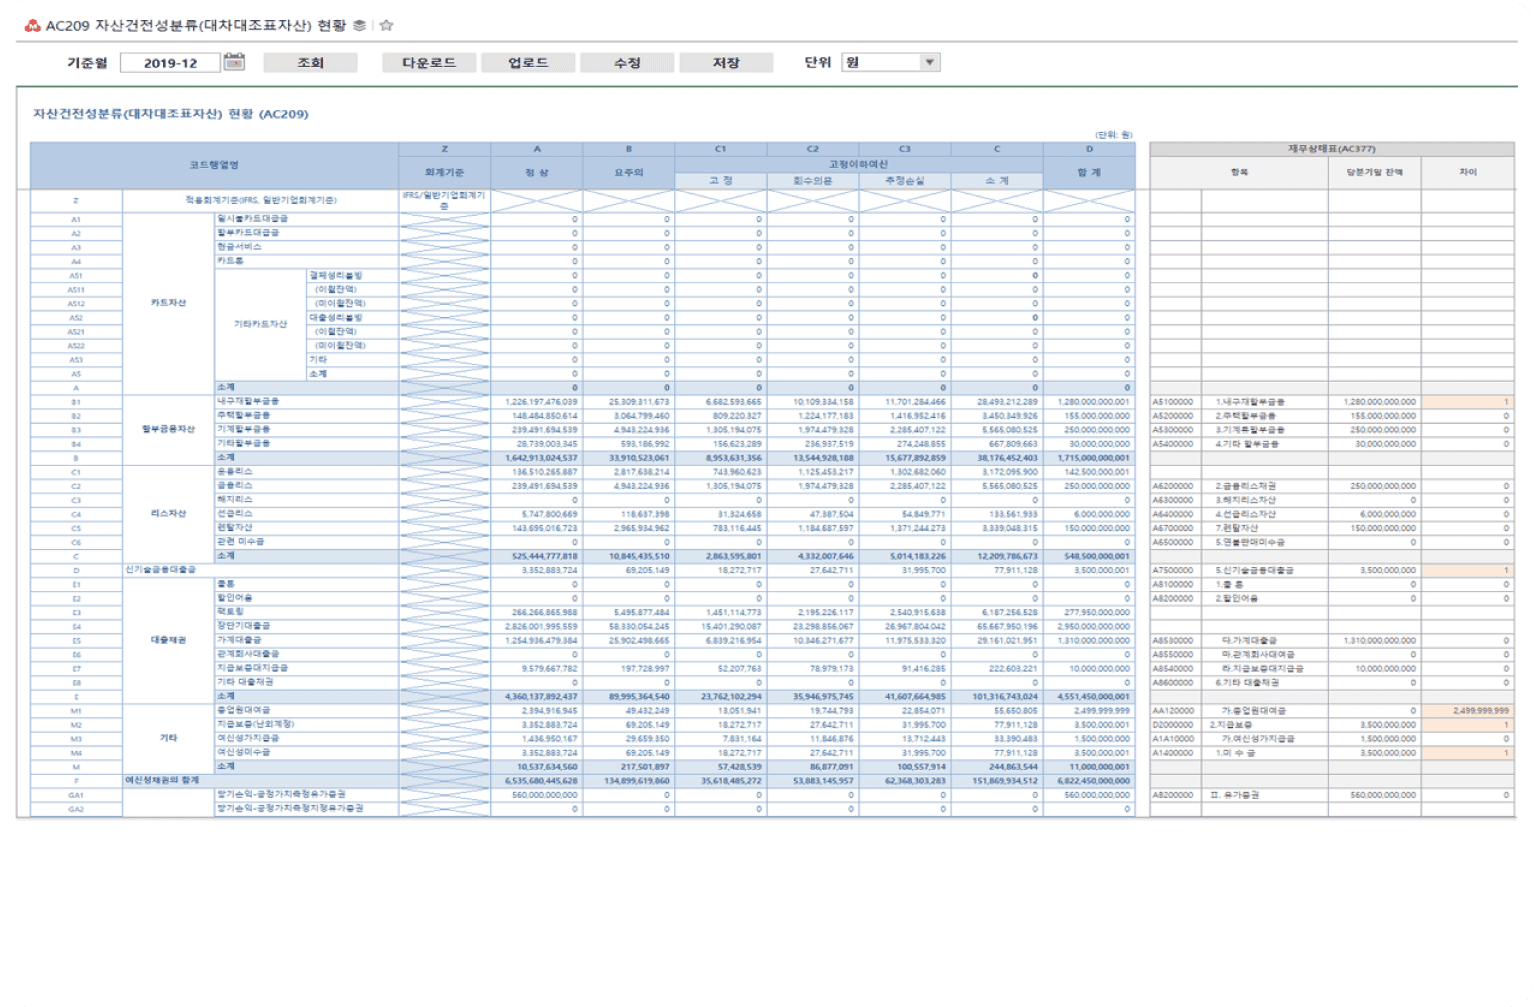 AC209 자산건전성분류(대차대조표자산) 현황
기준월 2019-12 조회 다운로드 업로드 수정 저장 단위 원
자산건전성분류(대차대조표자산) 현황 (AC209)
(단위: 원)
코드행열명 Z A B C1 C2 C3 C D 재무상태표(AC377)
회계기준 정 상 요주의 고정이하여신 합 계 항목 당분기말 잔액 차이
고 정 회수의문 추정손실 소 계
Z 적용회계기준(IFRS, 일반기업회계기준) IFRS/일반기업회계기준
A1 카드자산 일시불카드대급금 0 0 0 0 0 0 0
A2 할부카드대급금 0 0 0 0 0 0 0
A3 현금서비스 0 0 0 0 0 0 0
A4 카드론 0 0 0 0 0 0 0
A51 기타카드자산 결제성리볼빙 0 0 0 0 0 0 0
A511 (이월잔액) 0 0 0 0 0 0 0
A512 (미이월잔액) 0 0 0 0 0 0 0
A52 대출성리볼빙 0 0 0 0 0 0 0
A521 (이월잔액) 0 0 0 0 0 0 0
A522 (미이월잔액) 0 0 0 0 0 0 0
A53 기타 0 0 0 0 0 0 0
A5 소계 0 0 0 0 0 0 0
A 소계 0 0 0 0 0 0 0
B1 할부금융자산 내구재할부금융 1,226,197,476,039 25,309,311,673 6,682,593,665 10,109,334,158 11,701,284,466 28,493,212,289 1,280,000,000,001 A5100000 1.내구재할부금융 1,280,000,000,000 1
B2 주택할부금융 148,484,850,614 3,064,799,460 809,220,327 1,224,177,183 1,416,952,416 3,450,349,926 155,000,000,000 A5200000 2.주택할부금융 155,000,000,000 0
B3 기계할부금융 239,491,694,539 4,943,224,936 1,305,194,075 1,974,479,328 2,285,407,122 5,565,080,525 250,000,000,000 A5300000 3.기계류할부금융 250,000,000,000 0
B4 기타할부금융 28,739,003,345 593,186,992 156,623,289 236,937,519 274,248,855 667,809,663 30,000,000,000 A5400000 4.기타 할부금융 30,000,000,000 0
B 소계 1,642,913,024,537 33,910,523,061 8,953,631,356 13,544,928,188 15,677,892,859 38,176,452,403 1,715,000,000,001
C1 리스자산 운용리스 136,510,265,887 2,817,638,214 743,960,623 1,125,453,217 1,302,682,060 3,172,095,900 142,500,000,001
C2 금융리스 239,491,694,539 4,943,224,936 1,305,194,075 1,974,479,328 2,285,407,122 5,565,080,525 250,000,000,000 A6200000 2.금융리스채권 250,000,000,000 0
C3 해지리스 0 0 0 0 0 0 0 A6300000 3.해지리스자산 0 0
C4 선급리스 5,747,800,669 118,637,398 31,324,658 47,387,504 54,849,771 133,561,933 6,000,000,000 A6400000 4.선급리스자산 6,000,000,000 0
C5 렌탈자산 143,695,016,723 2,965,934,962 783,116,445 1,184,687,597 1,371,244,273 3,339,048,315 150,000,000,000 A6700000 7.렌탈자산 150,000,000,000 0
C6 관련 미수금 0 0 0 0 0 0 0 A6500000 5.연불판매미수금 0 0
C 소계 525,444,777,818 10,845,435,510 2,863,595,801 4,332,007,646 5,014,183,226 12,209,786,673 548,500,000,001
D 신기술금융대출금 3,352,883,724 69,205,149 18,272,717 27,642,711 31,995,700 77,911,128 3,500,000,001 A7500000 5.신기술금융대출금 3,500,000,000 1
E1 대출채권 콜론 0 0 0 0 0 0 0 A8100000 1.콜 론 0 0
E2 할인어음 0 0 0 0 0 0 0 A8200000 2.할인어음 0 0
E3 팩토링 266,266,865,988 5,495,877,484 1,451,114,773 2,195,226,117 2,540,915,638 6,187,256,528 277,950,000,000
E4 장단기대출금 2,826,001,995,559 58,330,054,245 15,401,290,087 23,298,856,067 26,967,804,042 65,667,950,196 2,950,000,000,000
E5 가계대출금 1,254,936,479,384 25,902,498,665 6,839,216,954 10,346,271,677 11,975,533,320 29,161,021,951 1,310,000,000,000 A8530000 다.가계대출금 1,310,000,000,000 0
E6 관계회사대출금 0 0 0 0 0 0 0 A8550000 마.관계회사대여금 0 0
E7 지급보증대지급금 9,579,667,782 197,728,997 52,207,763 78,979,173 91,416,285 222,603,221 10,000,000,000 A8540000 라.지급보증대지급금 10,000,000,000 0
E8 기타 대출채권 0 0 0 0 0 0 0 A8600000 6.기타 대출채권 0 0
E 소계 4,360,137,892,437 89,995,364,540 23,762,102,294 35,946,975,745 41,607,664,985 101,316,743,024 4,551,450,000,001
M1 기타 종업원대여금 2,394,916,945 49,432,249 13,051,941 19,744,793 22,854,071 55,650,805 2,499,999,999 AA120000 가.종업원대여금 0 2,499,999,999
M2 지급보증(난외계정) 3,352,883,724 69,205,149 18,272,717 27,642,711 31,995,700 77,911,128 3,500,000,001 D2000000 2.지급보증 3,500,000,000 1
M3 여신성가지급금 1,436,950,167 29,659,350 7,831,164 11,846,876 13,712,443 33,390,483 1,500,000,000 A1A10000 가.여신성가지급금 1,500,000,000 0
M4 여신성미수금 3,352,883,724 69,205,149 18,272,717 27,642,711 31,995,700 77,911,128 3,500,000,001 A1400000 1.미 수 금 3,500,000,000 1
M 소계 10,537,634,560 217,501,897 57,428,539 86,877,091 100,557,914 244,863,544 11,000,000,001
F 여신성채권의 합계 6,535,680,445,628 134,899,619,860 35,618,485,272 53,883,145,957 62,368,303,283 151,869,934,512 6,822,450,000,000
GA1 당기손익-공정가치측정유가증권 560,000,000,000 0 0 0 0 0 560,000,000,000 AB200000 Ⅱ. 유가증권 560,000,000,000 0
GA2 당기손익-공정가치측정지정유가증권 0 0 0 0 0 0 0